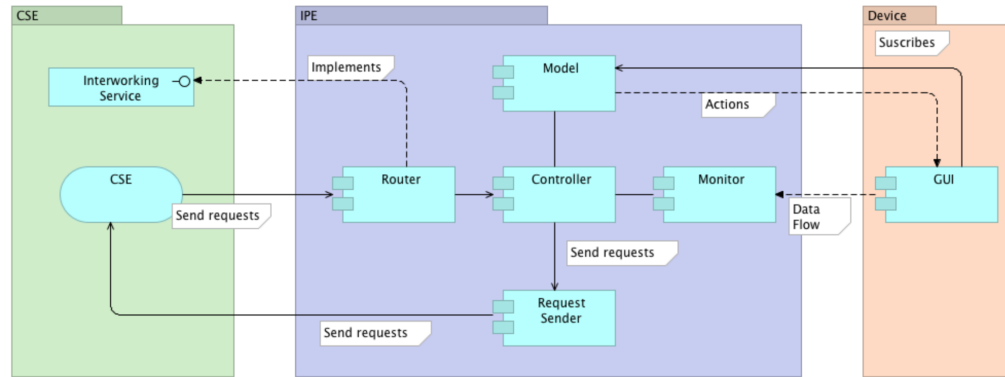 CSE
IPE
Device
Suscribes
Implements
Model
Interworking
Service
Actions
CSE
Router
Controller
Monitor
GUI
Send requests
Data
Flow
Send requests
Request
Sender
Send requests